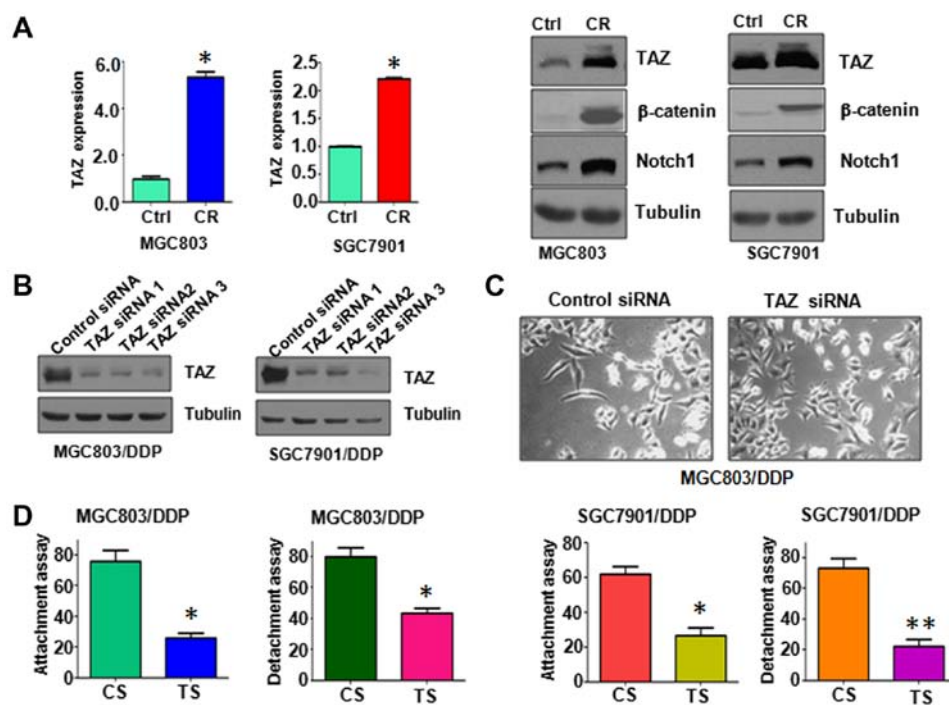 A
TAZ expression
6.0
4.0
2.0
0.0
*
Ctrl CR
MGC803
TAZ expression
2.5
2.0
1.5
1.0
0.5
0.0
*
Ctrl CR
SGC7901
Ctrl CR
TAZ
β-catenin
Notch1
Tubulin
MGC803
Ctrl CR
TAZ
β-catenin
Notch1
Tubulin
SGC7901
B
Control siRNA
TAZ siRNA 1
TAZ siRNA2
TAZ siRNA 3
TAZ
Tubulin
MGC803/DDP
Control siRNA
TAZ siRNA 1
TAZ siRNA2
TAZ siRNA 3
TAZ
Tubulin
SGC7901/DDP
C
Control siRNA
TAZ siRNA
MGC803/DDP
D
MGC803/DDP
Attachment assay
80
60
40
20
0
*
CS TS
MGC803/DDP
Detachment assay
80
60
40
20
0
*
CS TS
SGC7901/DDP
Attachment assay
80
60
40
20
0
*
CS TS
SGC7901/DDP
Detachment assay
80
60
40
20
0
**
CS TS